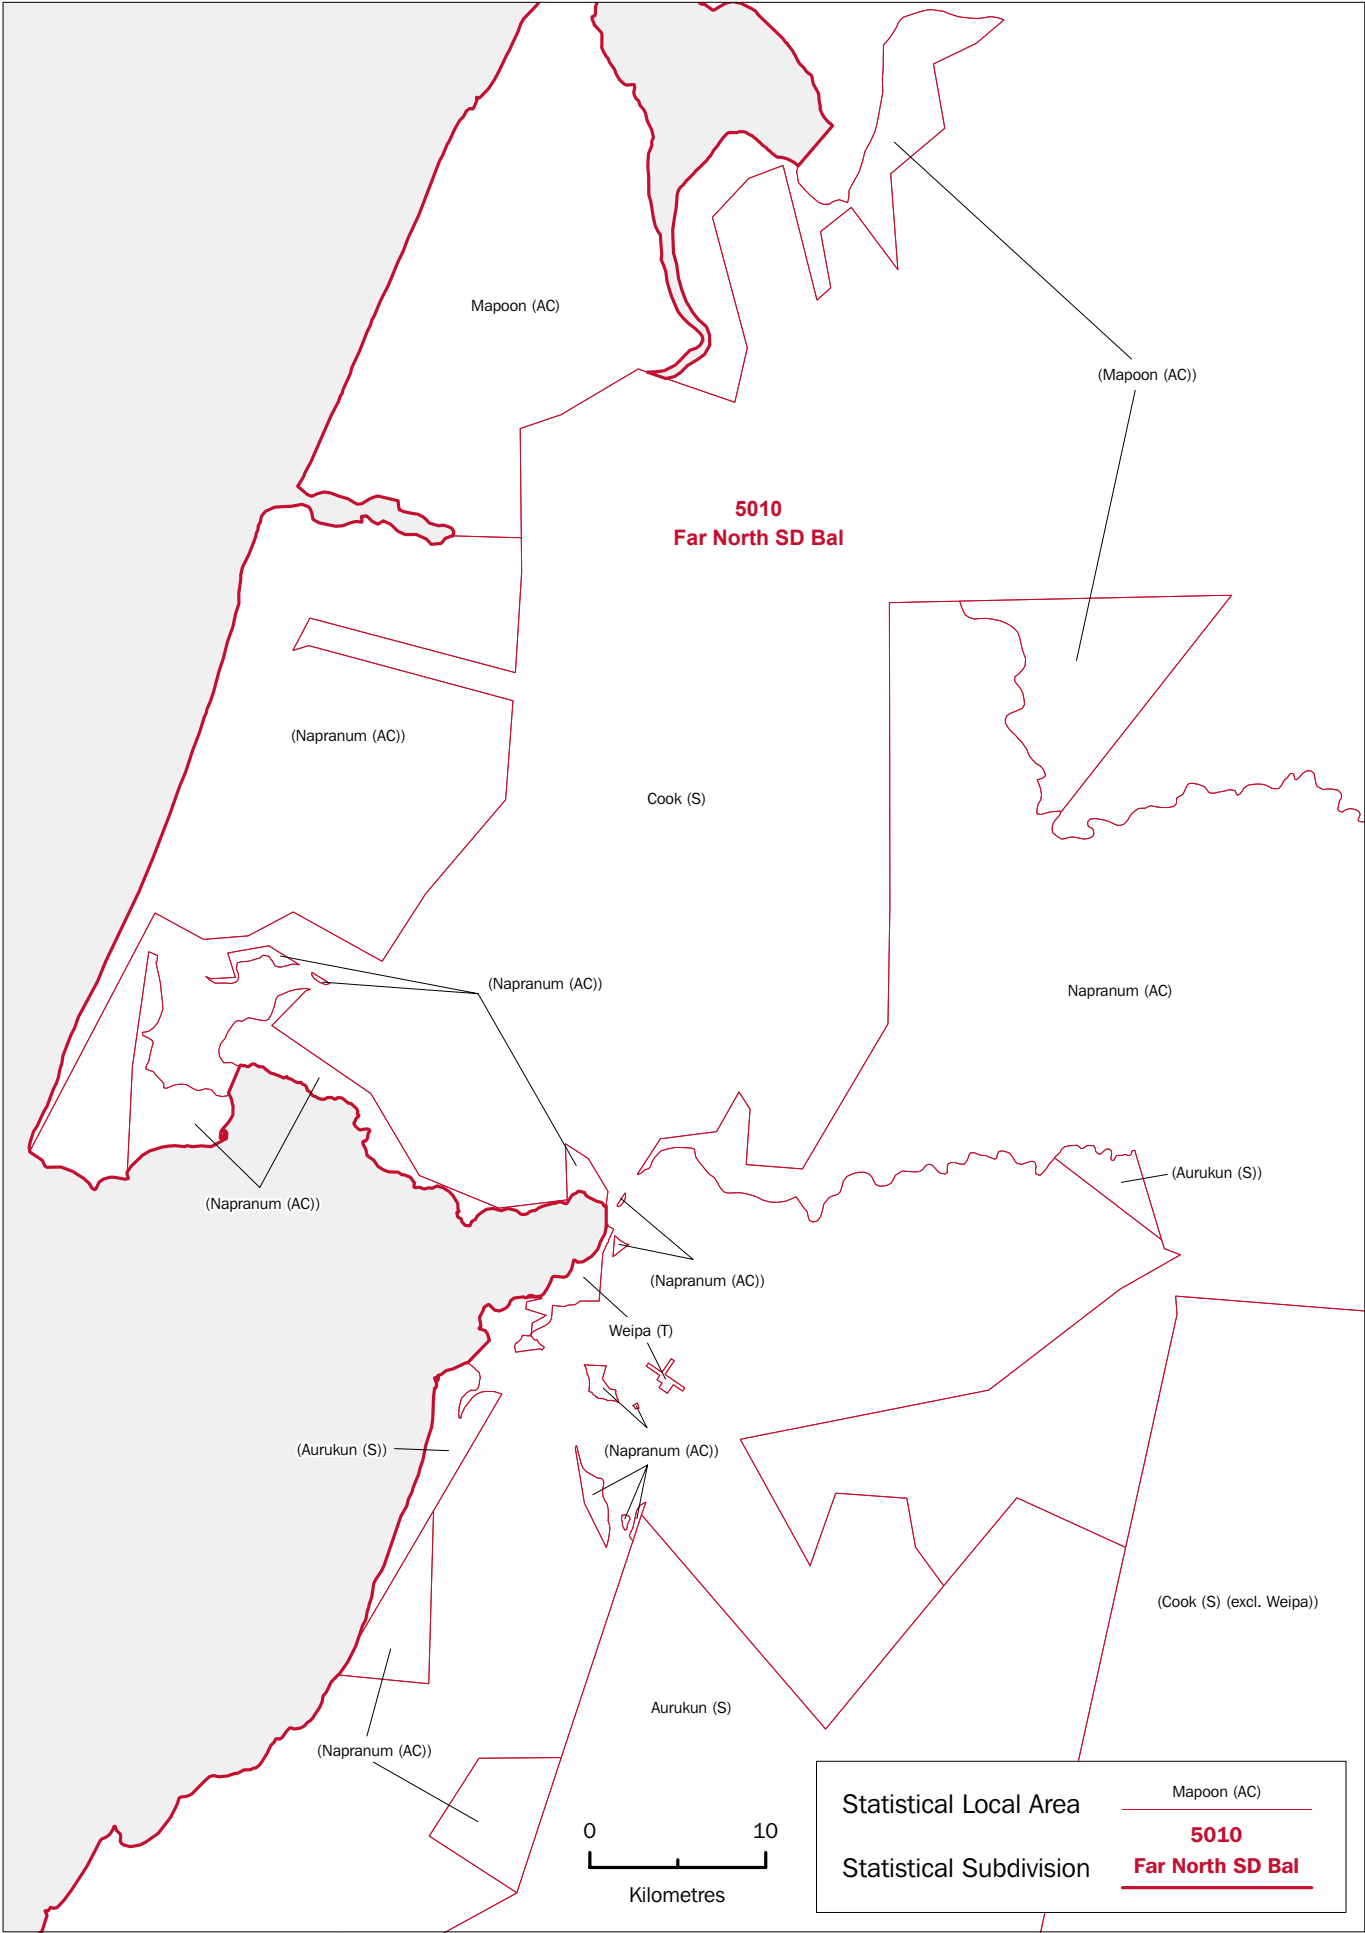 Mapoon (AC)
(Mapoon (AC))
5010
Far North SD Bal
(Napranum (AC))
Cook (S)
(Napranum (AC))
Napranum (AC)
(Aurukun (S))
(Napranum (AC))
(Napranum (AC))
Weipa (T)
(Aurukun (S))
(Napranum (AC))
(Cook (S) (excl. Weipa))
Aurukun (S)
(Napranum (AC))
0 10
Kilometres
Statistical Local Area
Mapoon (AC)
Statistical Subdivision
5010
Far North SD Bal